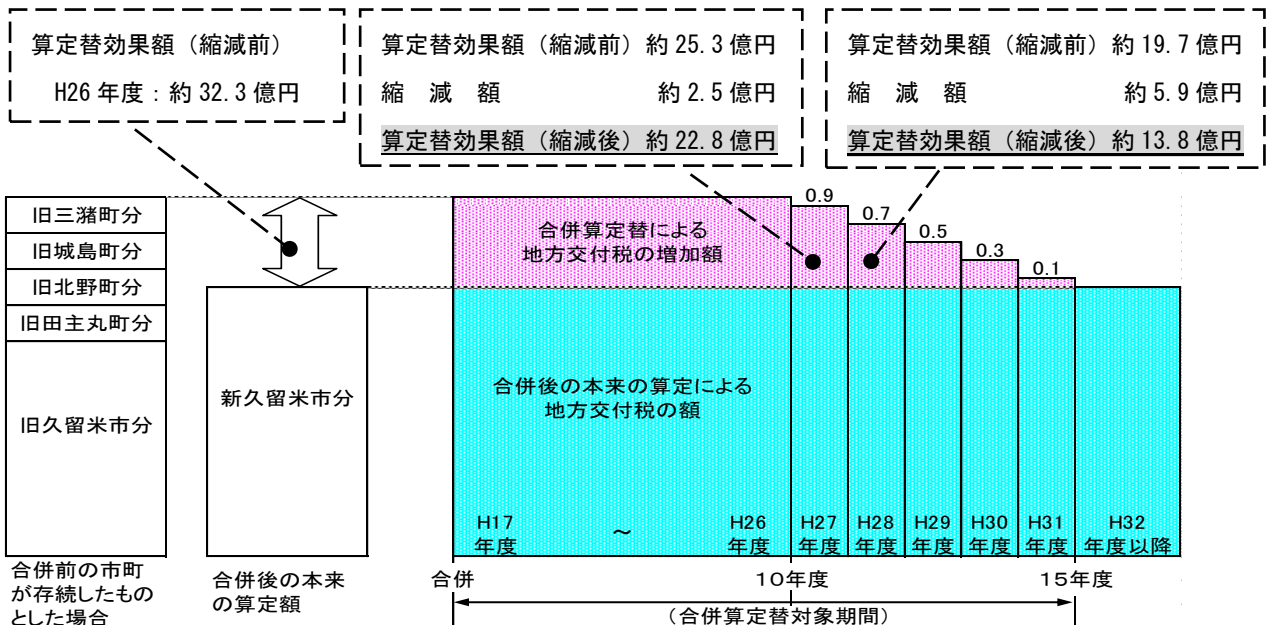 算定替効果額（縮減前）
H26年度：約32.3億円
算定替効果額（縮減前）約25.3億円
縮　減　額　約2.5億円
算定替効果額（縮減後）約22.8億円
算定替効果額（縮減前）約19.7億円
縮　減　額　約5.9億円
算定替効果額（縮減後）約13.8億円
旧三潴町分
旧城島町分
旧北野町分
旧田主丸町分
旧久留米市分
合併前の市町
が存続したもの
とした場合
新久留米市分
合併後の本来
の算定額
合併算定替による
地方交付税の増加額
0.9
0.7
0.5
0.3
0.1
合併後の本来の算定による
地方交付税の額
H17
年度
～
H26
年度
H27
年度
H28
年度
H29
年度
H30
年度
H31
年度
H32
年度以降
合併
10年度
15年度
（合併算定替対象期間）